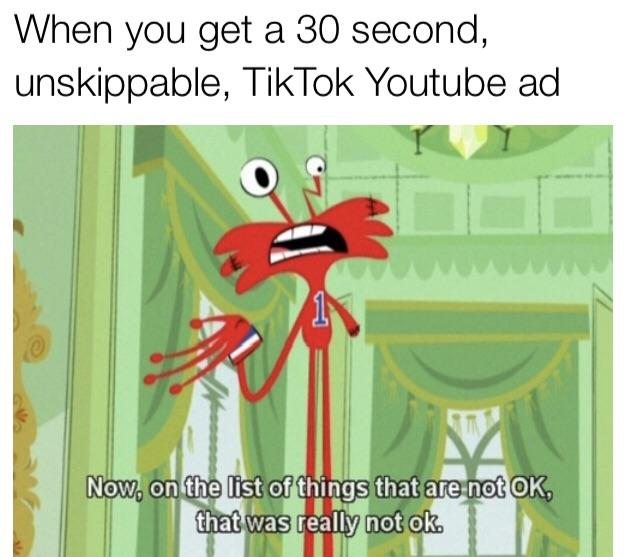 When you get a 30 second,
unskippable, TikTok Youtube ad
1
Now, on the list of things that are not OK,
that was really not ok.